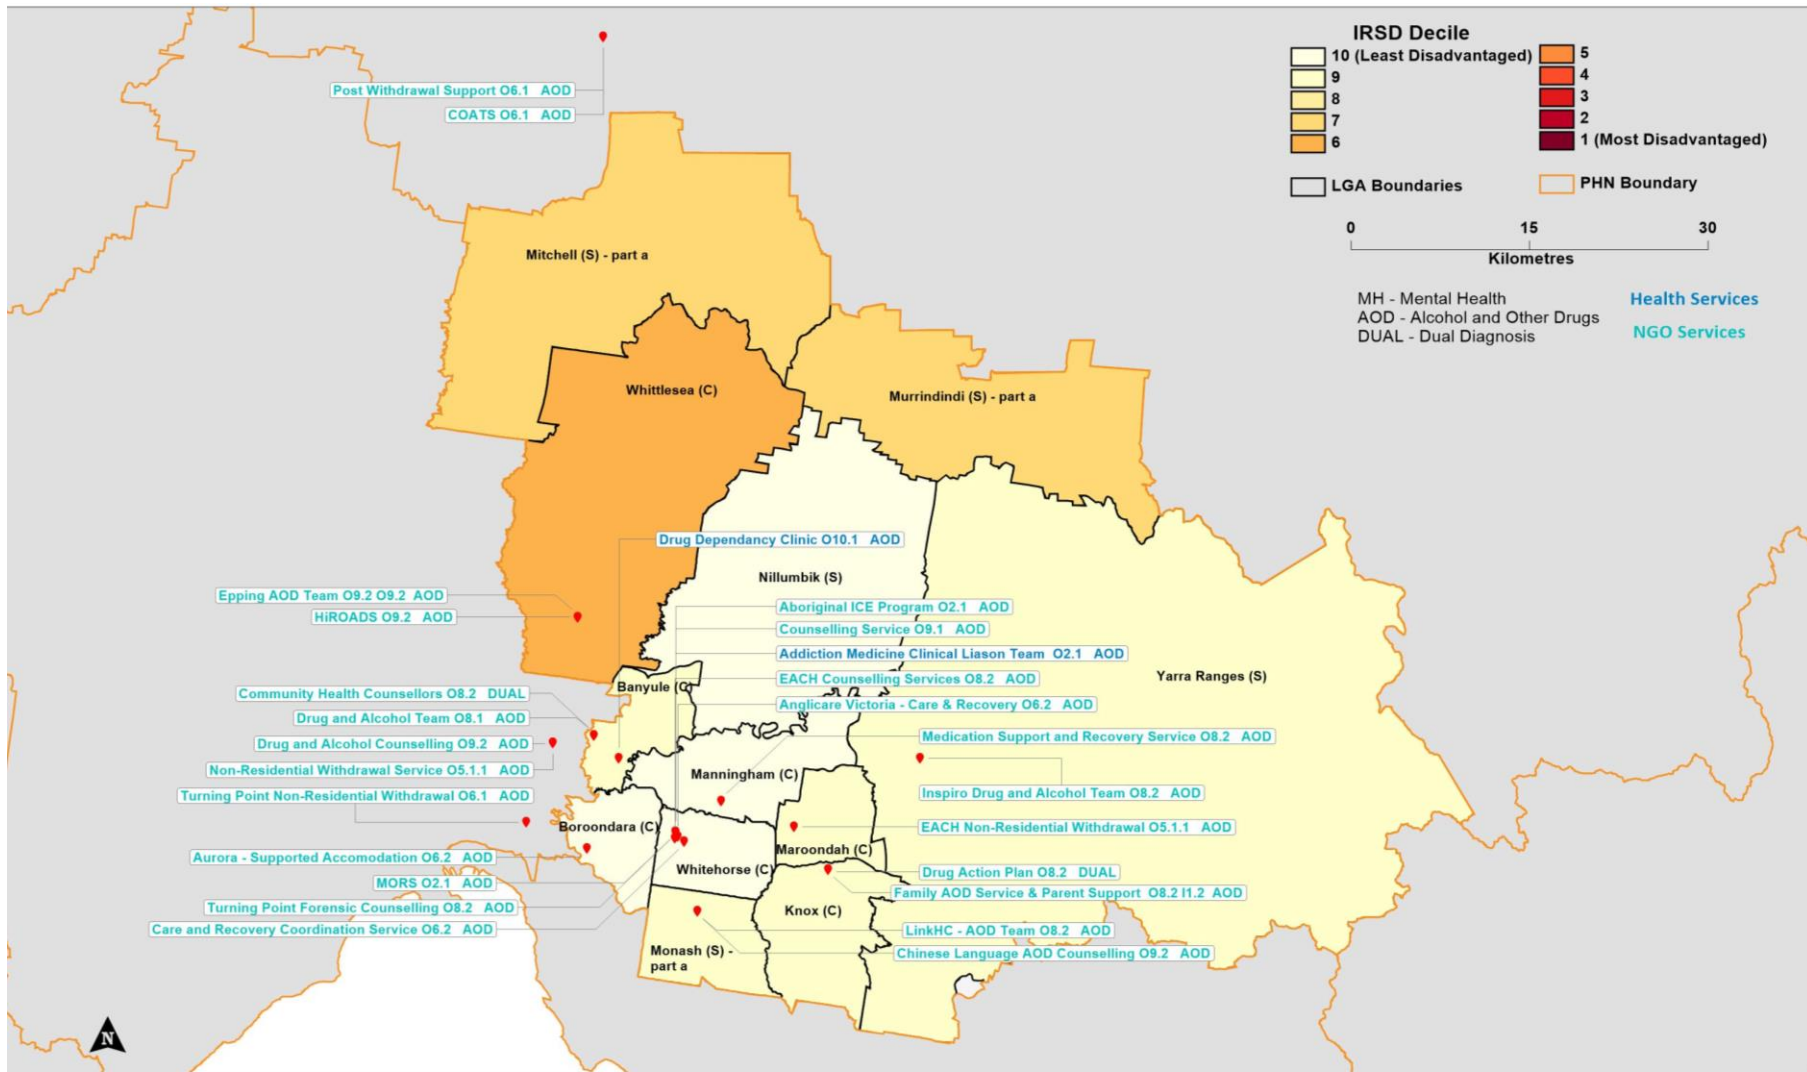 IRSD Decile
10 (Least Disadvantaged)
9
8
7
6
5
4
3
2
1 (Most Disadvantaged)
LGA Boundaries
PHN Boundary
0 15 30
Kilometres
MH - Mental Health
AOD - Alcohol and Other Drugs
DUAL - Dual Diagnosis
Health Services
NGO Services
Post Withdrawal Support O6.1 AOD
COATS O6.1 AOD
Mitchell (S) - part a
Whittlesea (C)
Murrindindi (S) - part a
Drug Dependancy Clinic O10.1 AOD
Nillumbik (S)
Epping AOD Team O9.2 O9.2 AOD
HiROADS O9.2 AOD
Aboriginal ICE Program O2.1 AOD
Counselling Service O9.1 AOD
Addiction Medicine Clinical Liason Team O2.1 AOD
EACH Counselling Services O8.2 AOD
Anglicare Victoria - Care & Recovery O6.2 AOD
Yarra Ranges (S)
Banyule (C)
Community Health Counsellors O8.2 DUAL
Drug and Alcohol Team O8.1 AOD
Drug and Alcohol Counselling O9.2 AOD
Non-Residential Withdrawal Service O5.1.1 AOD
Turning Point Non-Residential Withdrawal O6.1 AOD
Medication Support and Recovery Service O8.2 AOD
Manningham (C)
Inspiro Drug and Alcohol Team O8.2 AOD
Boroondara (C)
EACH Non-Residential Withdrawal O5.1.1 AOD
Maroondah (C)
Aurora - Supported Accomodation O6.2 AOD
MORS O2.1 AOD
Turning Point Forensic Counselling O8.2 AOD
Care and Recovery Coordination Service O6.2 AOD
Whitehorse (C)
Drug Action Plan O8.2 DUAL
Family AOD Service & Parent Support O8.2 I1.2 AOD
Knox (C)
LinkHC - AOD Team O8.2 AOD
Chinese Language AOD Counselling O9.2 AOD
Monash (S) -
part a
N